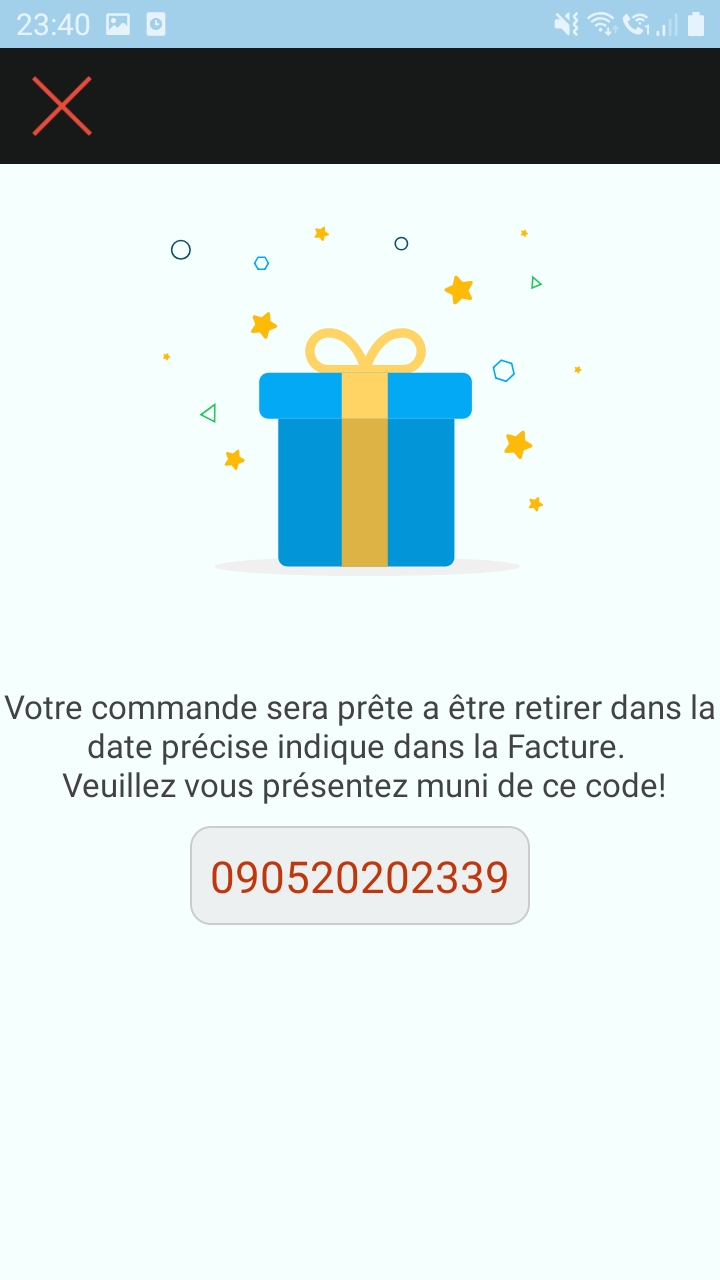 23:40
Votre commande sera prête a être retirer dans la
date précise indique dans la Facture.
Veuillez vous présentez muni de ce code!
090520202339